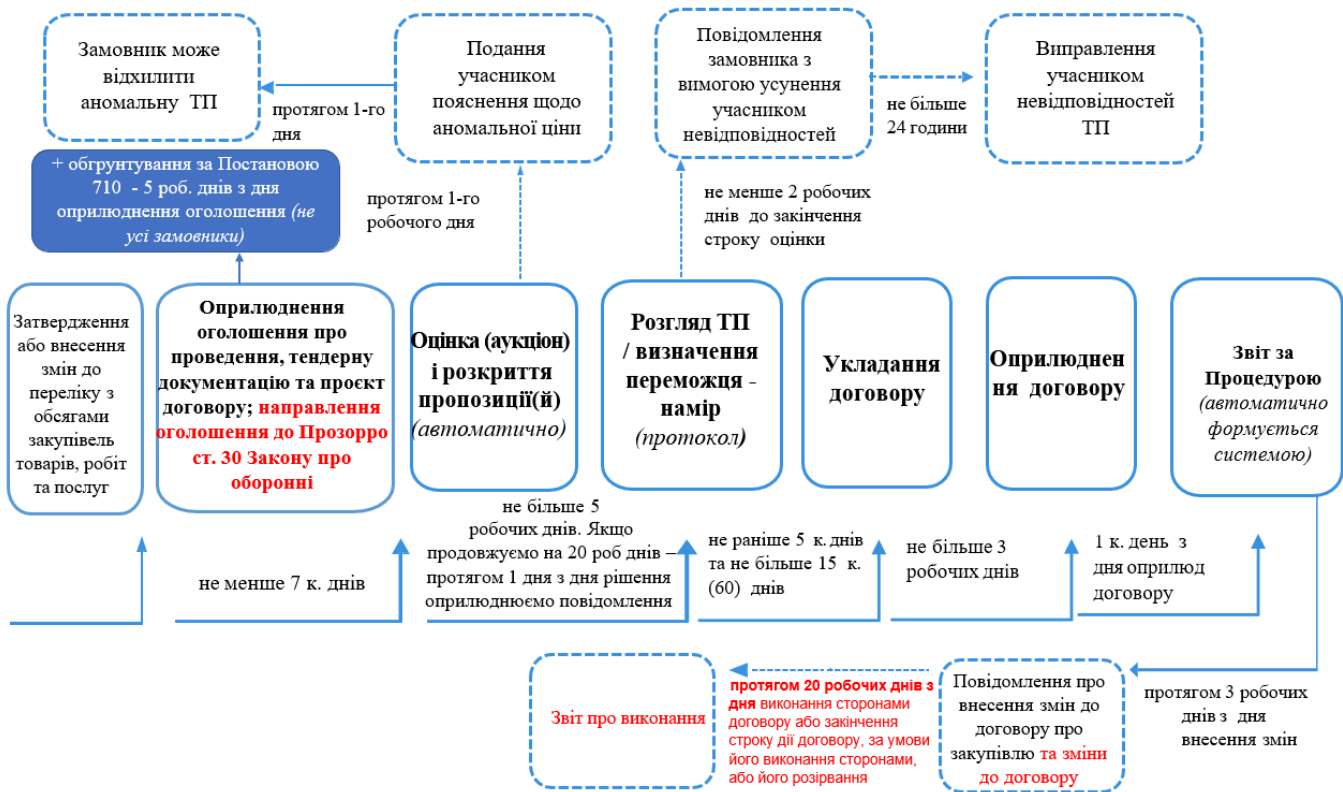 Замовник може
відхилити
аномальну ТП
протягом 1-го
дня
Подання
учасником
пояснення щодо
аномальної ціни
Повідомлення
замовника з
вимогою усунення
учасником
невідповідностей
не більше
24 години
Виправлення
учасником
невідповідностей
ТП
+ обгрунтування за Постановою
710 - 5 роб. днів з дня
оприлюднення оголошення (не
усі замовники)
протягом 1-го
робочого дня
не менше 2 робочих
днів до закінчення
строку оцінки
Затвердження
або внесення
змін до
переліку з
обсягами
закупівель
товарів, робіт
та послуг
Оприлюднення
оголошення про
проведення, тендерну
документацію та проєкт
договору; направлення
оголошення до Прозорро
ст. 30 Закону про
оборонні
Оцінка (аукціон)
і розкриття
пропозиції(й)
(автоматично)
Розгляд ТП
/ визначення
переможця -
намір
(протокол)
Укладання
договору
Оприлюднен
ня договору
Звіт за
Процедурою
(автоматично
формується
системою)
не менше 7 к. днів
не більше 5
робочих днів. Якщо
продовжуємо на 20 роб днів –
протягом 1 дня з дня рішення
оприлюднюємо повідомлення
не раніше 5 к. днів
та не більше 15 к.
(60) днів
не більше 3
робочих днів
1 к. день з
дня оприлюд
договору
Звіт про виконання
протягом 20 робочих днів з
дня виконання сторонами
договору або закінчення
строку дії договору, за умови
його виконання сторонами,
або його розірвання
Повідомлення про
внесення змін до
договору про
закупівлю та зміни
до договору
протягом 3 робочих
днів з дня
внесення змін